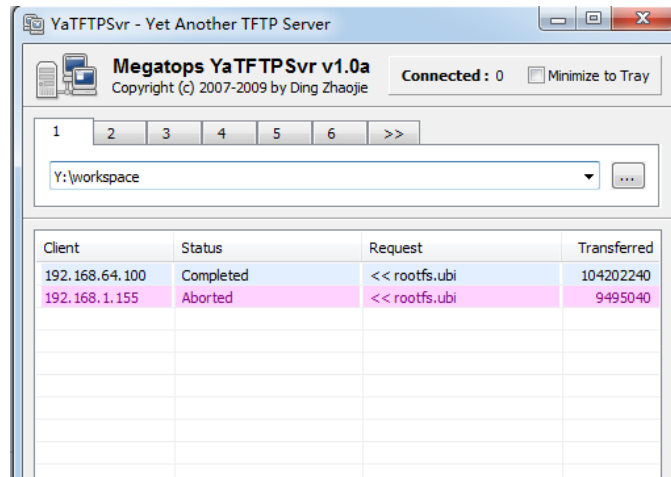 YaTFTPSvr - Yet Another TFTP Server
Megatops YaTFTPSvr v1.0a
Copyright (c) 2007-2009 by Ding Zhaojie
Connected : 0
Minimize to Tray
1 2 3 4 5 6 >>
Y:\workspace
...
Client Status Request Transferred
192.168.64.100 Completed << rootfs.ubi 104202240
192.168.1.155 Aborted << rootfs.ubi 9495040